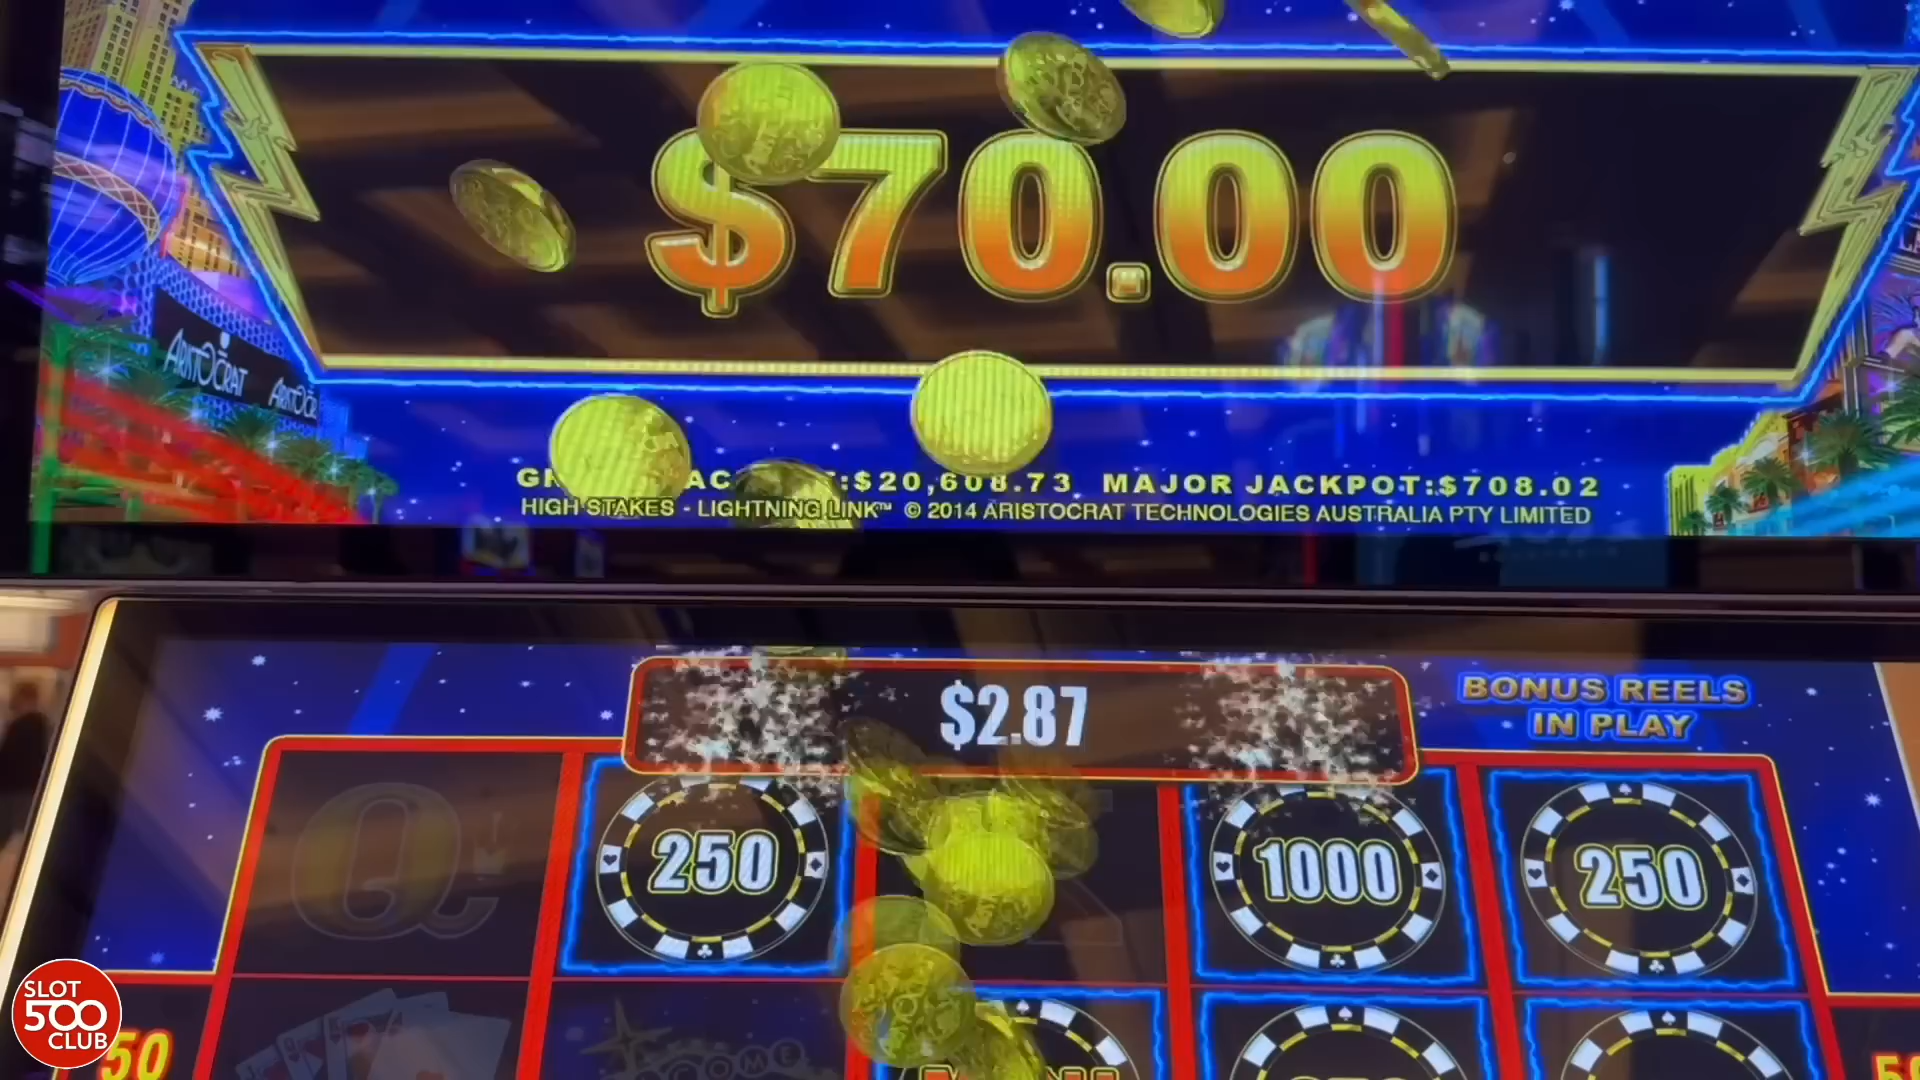 $70.00
ARISTOCRAT
:$20,608.73 MAJOR JACKPOT:$708.02
HIGH STAKES - LIGHTNING LINK™ © 2014 ARISTOCRAT TECHNOLOGIES AUSTRALIA PTY LIMITED
$2.87
BONUS REELS
IN PLAY
Q
250
1000
250
SLOT
500
CLUB
50